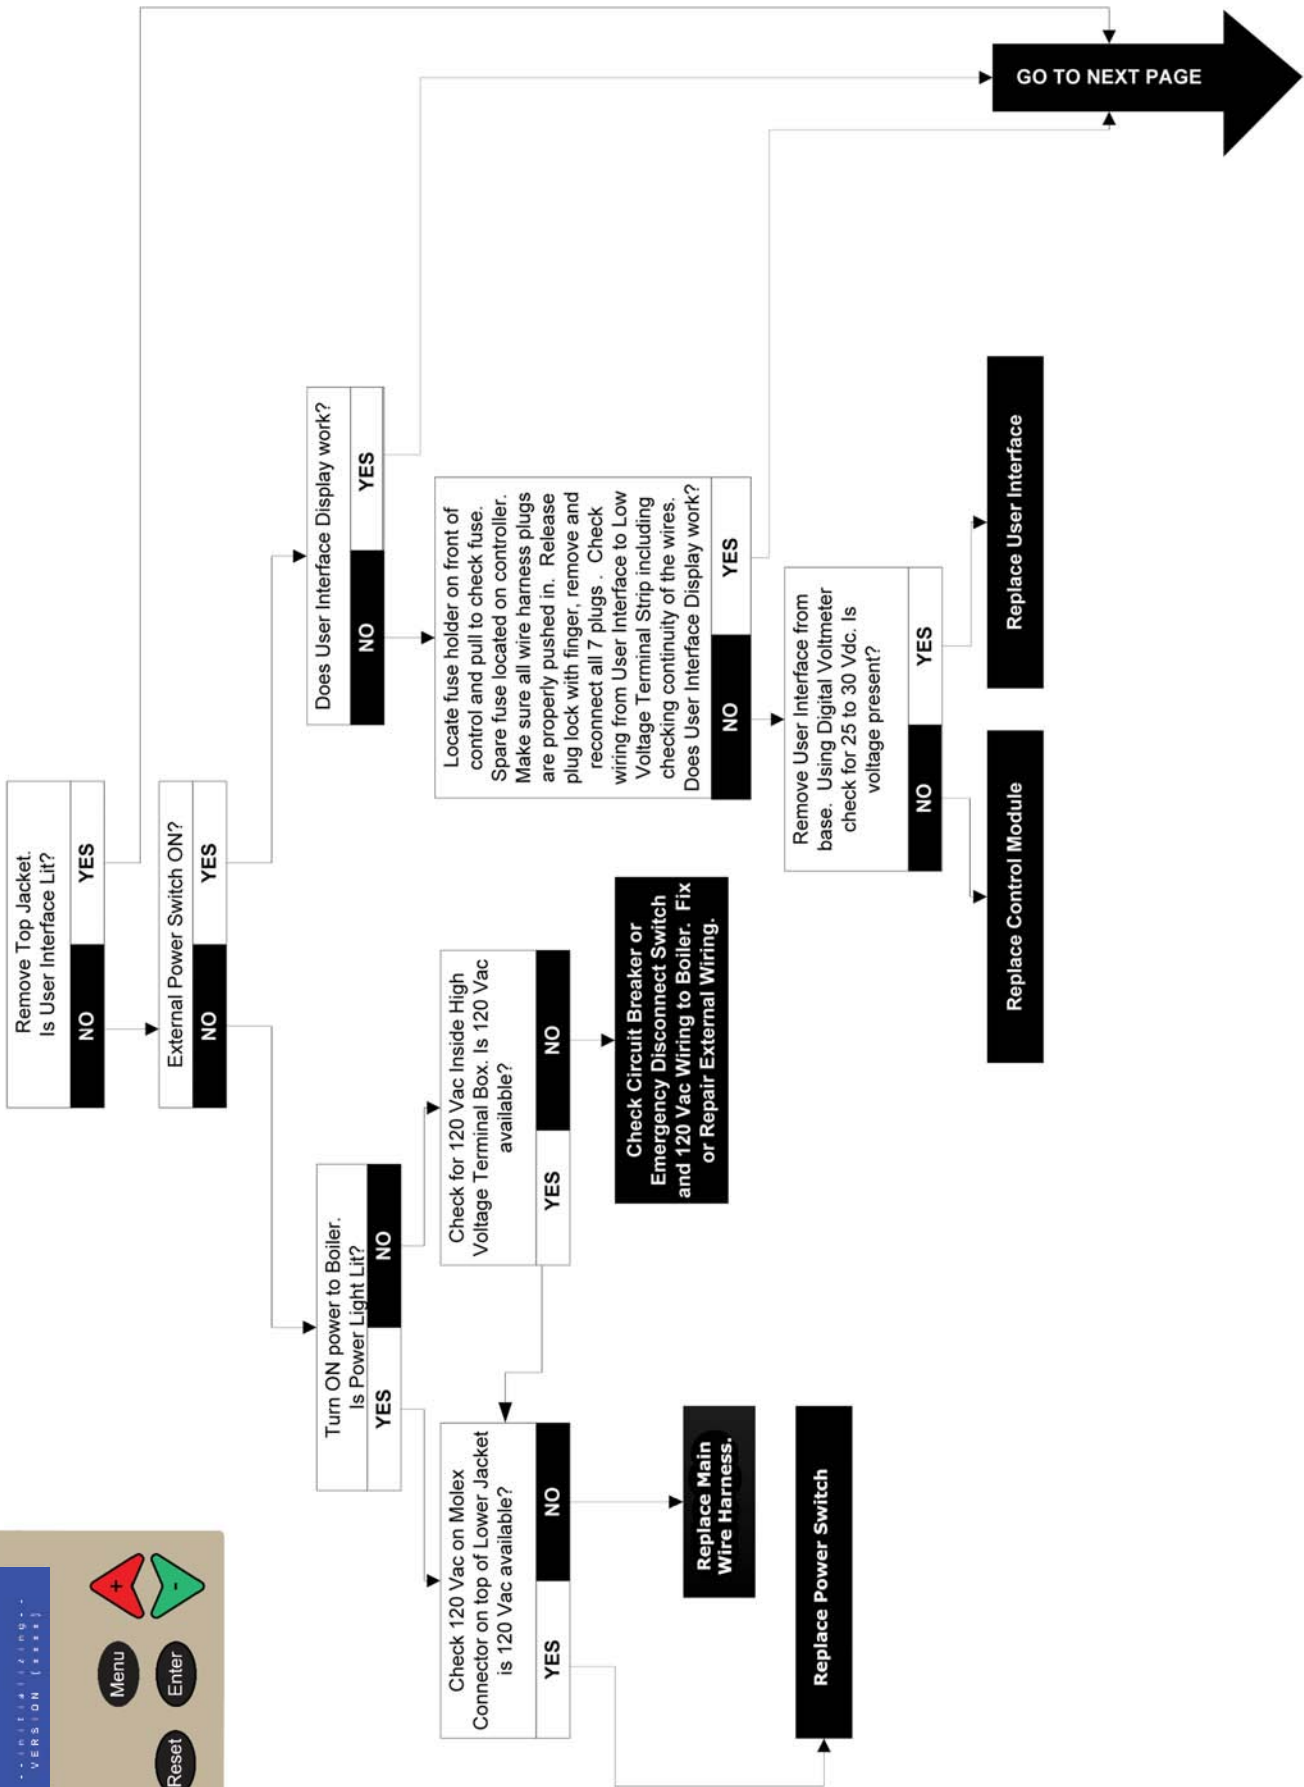 --initializing--
VERSION [xxxx]
Menu
Reset
Enter
+
-
Remove Top Jacket.
Is User Interface Lit?
NO
YES
External Power Switch ON?
NO
YES
Turn ON power to Boiler.
Is Power Light Lit?
YES
NO
Does User Interface Display work?
NO
YES
Check 120 Vac on Molex
Connector on top of Lower Jacket
is 120 Vac available?
YES
NO
Check for 120 Vac Inside High
Voltage Terminal Box. Is 120 Vac
available?
YES
NO
Locate fuse holder on front of
control and pull to check fuse.
Spare fuse located on controller.
Make sure all wire harness plugs
are properly pushed in. Release
plug lock with finger, remove and
reconnect all 7 plugs . Check
wiring from User Interface to Low
Voltage Terminal Strip including
checking continuity of the wires.
Does User Interface Display work?
NO
YES
Replace Main
Wire Harness.
Check Circuit Breaker or
Emergency Disconnect Switch
and 120 Vac Wiring to Boiler. Fix
or Repair External Wiring.
Remove User Interface from
base. Using Digital Voltmeter
check for 25 to 30 Vdc. Is
voltage present?
NO
YES
Replace Power Switch
Replace Control Module
Replace User Interface
GO TO NEXT PAGE